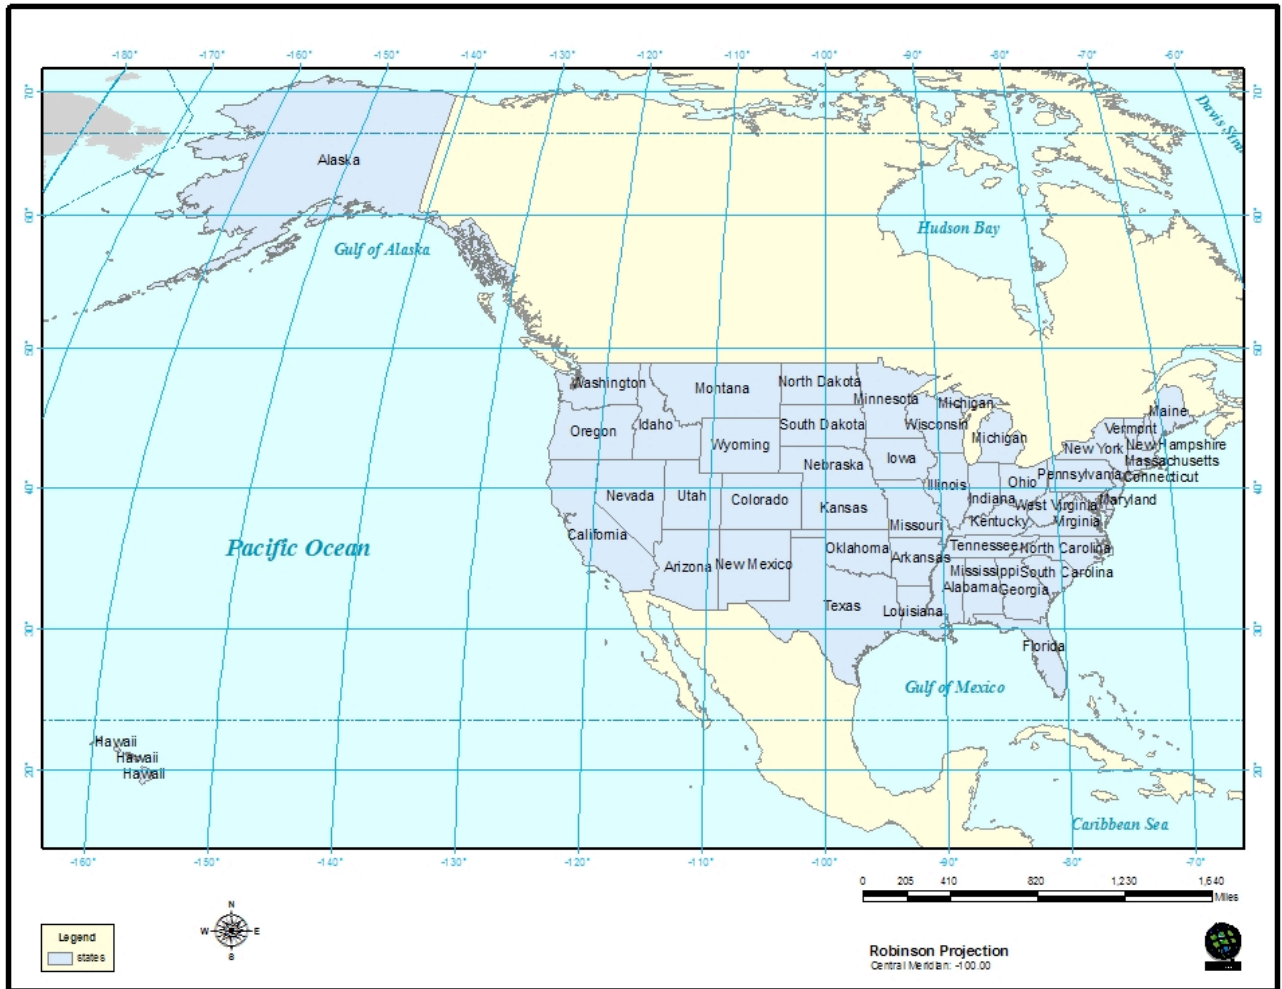 -180° -170° -160° -150° -140° -130° -120° -110° -100° -90° -80° -70° -60°
70° 70°
Davis Strait
Alaska
60° 60°
Hudson Bay
Gulf of Alaska
50° 50°
Washington
Montana
North Dakota
Minnesota
Michigan
Maine
Oregon
Idaho
South Dakota
Wisconsin
Vermont
Michigan
Wyoming
New York
New Hampshire
Iowa
Massachusetts
Nebraska
Pennsylvania
Connecticut
Ohio
Illinois
40° 40°
Nevada
Utah
Colorado
Indiana
Maryland
Kansas
West Virginia
Kentucky
Virginia
Missouri
California
Pacific Ocean
Oklahoma
Tennessee
North Carolina
Arkansas
Arizona
New Mexico
Mississippi
South Carolina
Alabama
Georgia
Texas
Louisiana
30° 30°
Florida
Gulf of Mexico
Hawaii
Hawaii
Hawaii
20° 20°
Caribbean Sea
-160° -150° -140° -130° -120° -110° -100° -90° -80° -70°
0 205 410 820 1,230 1,640
Miles
N
W E
S
Legend
states
Robinson Projection
Central Meridian: -100.00